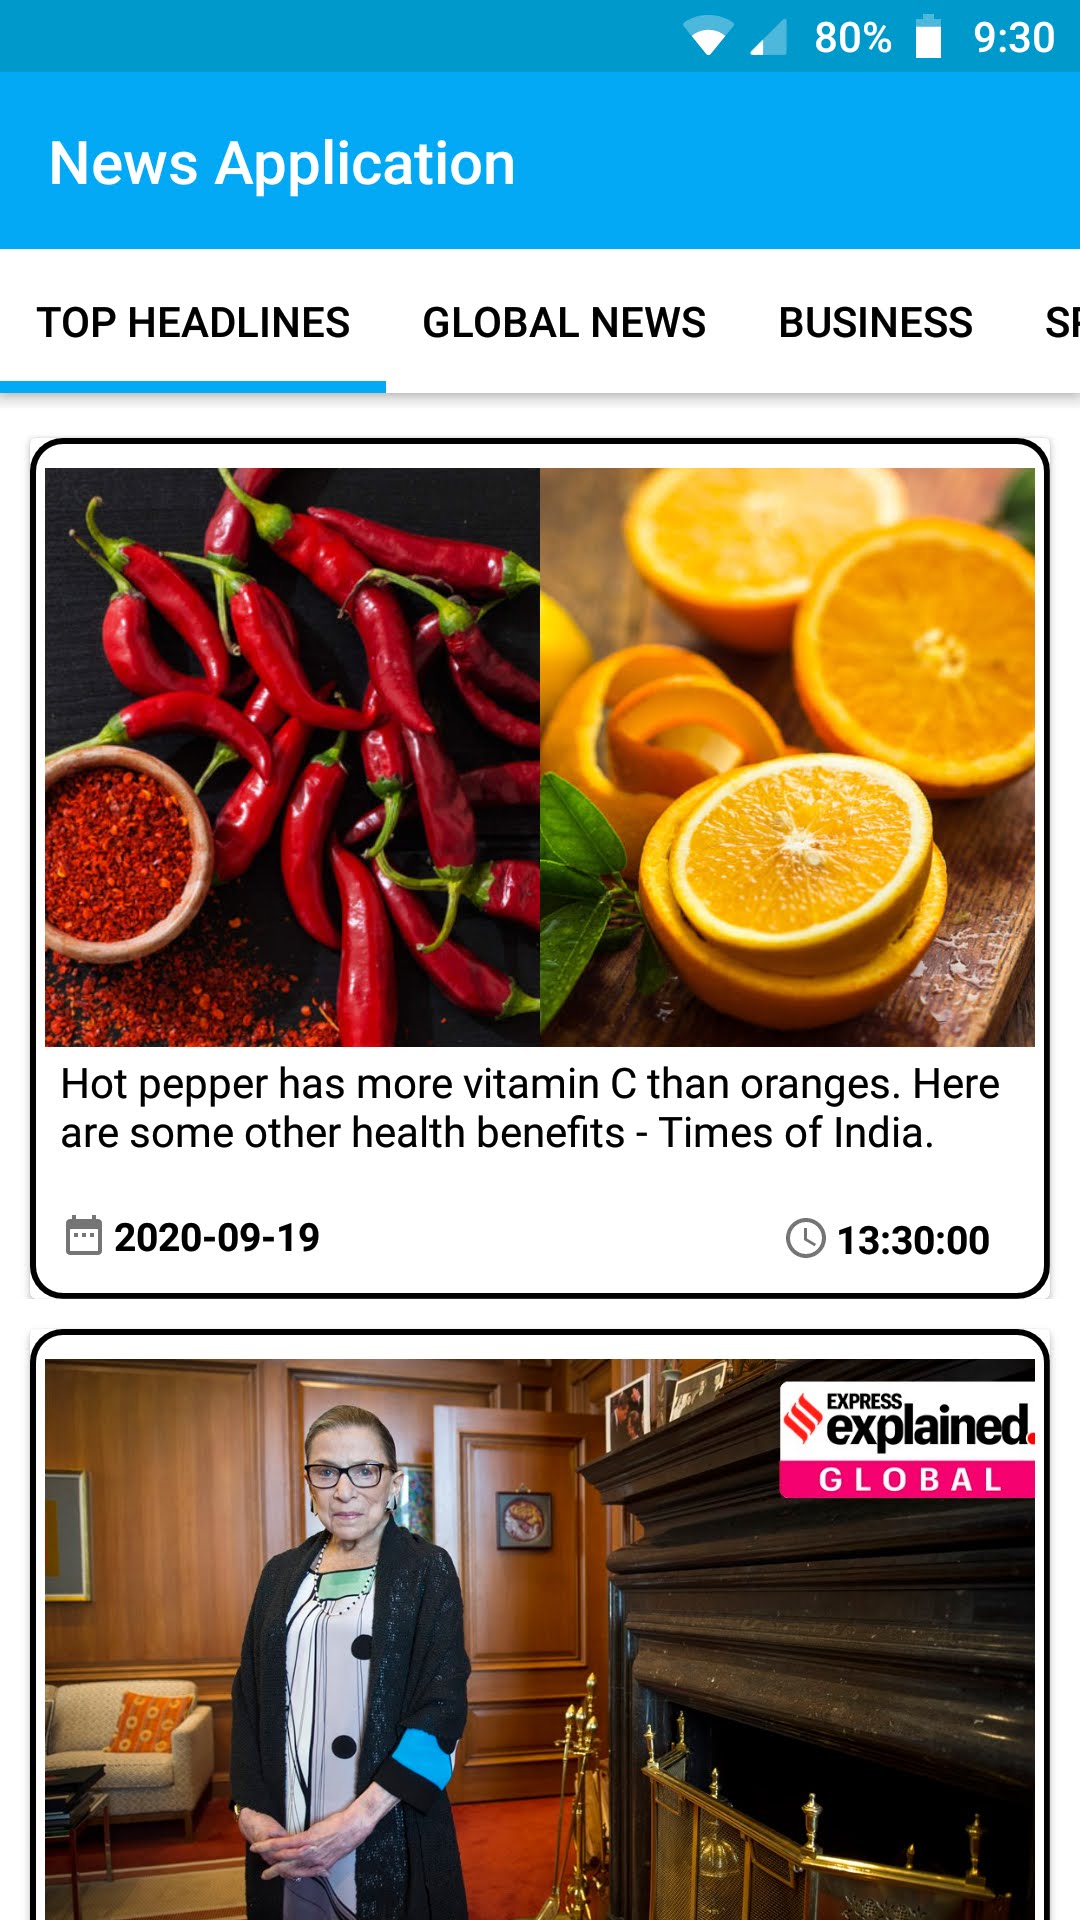 80% 9:30
News Application
TOP HEADLINES GLOBAL NEWS BUSINESS
Hot pepper has more vitamin C than oranges. Here
are some other health benefits - Times of India.
2020-09-19 13:30:00
EXPRESS
explained.
GLOBAL